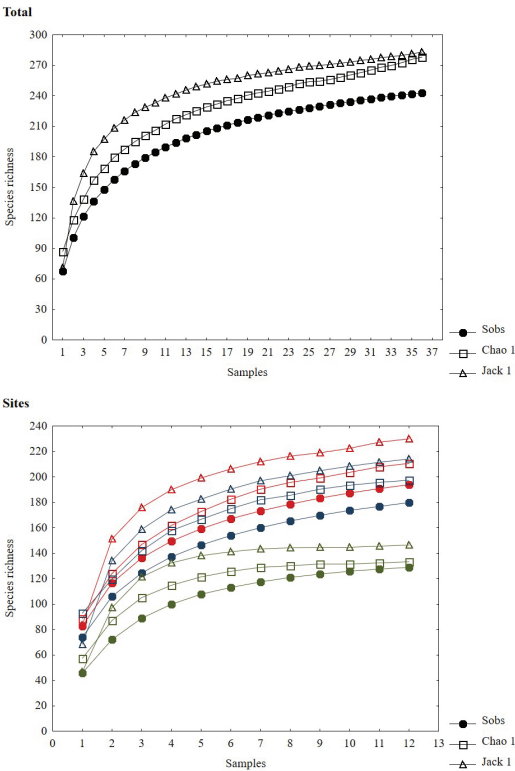 Total
300
270
240
210
180
150
120
90
60
30
0
Species richness
1 3 5 7 9 11 13 15 17 19 21 23 25 27 29 31 33 35 37
Samples
Sobs
Chao 1
Jack 1
Sites
240
220
200
180
160
140
120
100
80
60
40
20
0
Species richness
0 1 2 3 4 5 6 7 8 9 10 11 12 13
Samples
Sobs
Chao 1
Jack 1